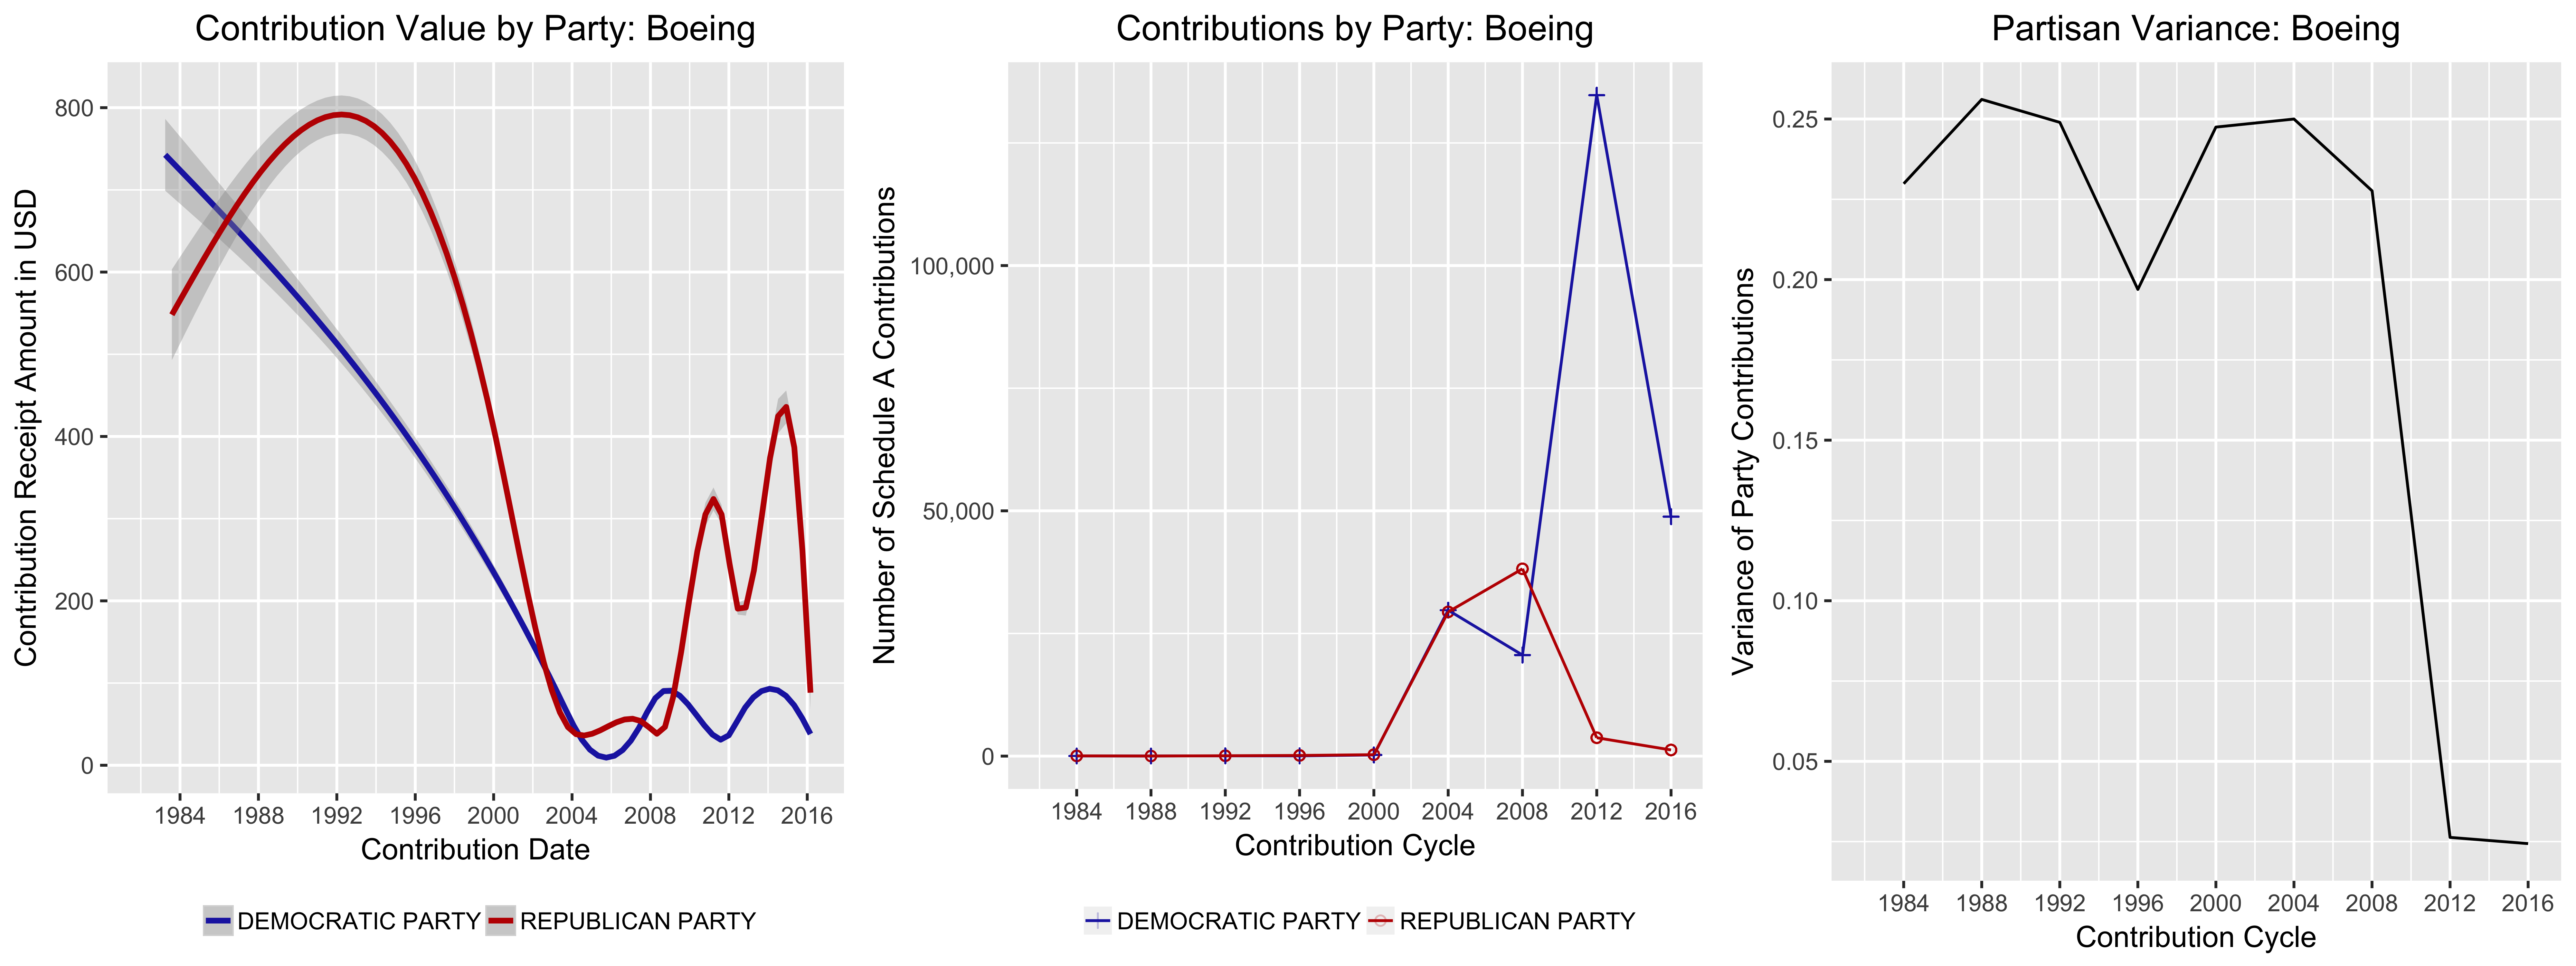 Contribution Value by Party: Boeing
Contribution Receipt Amount in USD
800
600
400
200
0
1984 1988 1992 1996 2000 2004 2008 2012 2016
Contribution Date
DEMOCRATIC PARTY REPUBLICAN PARTY
Contributions by Party: Boeing
Number of Schedule A Contributions
100,000
50,000
0
1984 1988 1992 1996 2000 2004 2008 2012 2016
Contribution Cycle
DEMOCRATIC PARTY REPUBLICAN PARTY
Partisan Variance: Boeing
Variance of Party Contributions
0.25
0.20
0.15
0.10
0.05
1984 1988 1992 1996 2000 2004 2008 2012 2016
Contribution Cycle